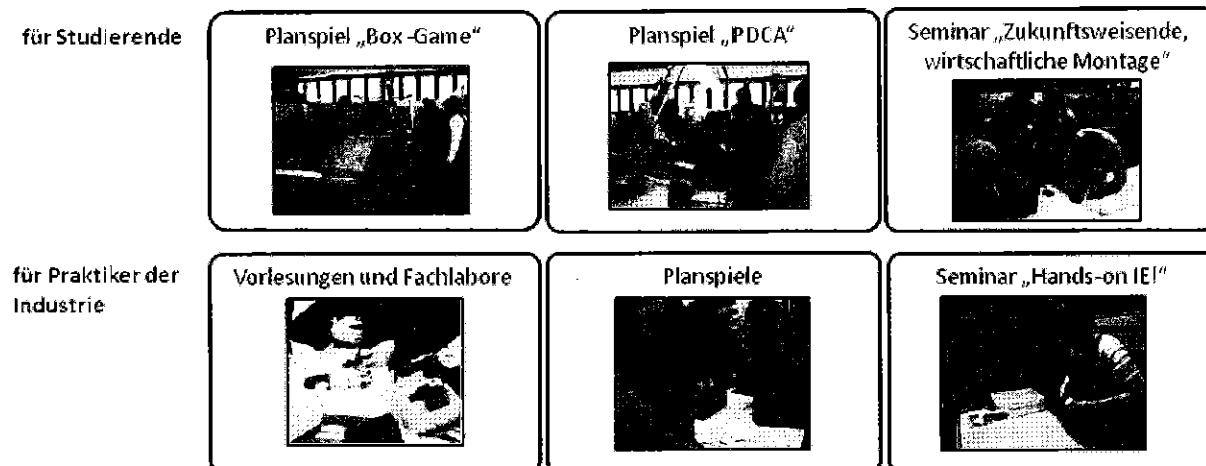 für Studierende
Planspiel „Box-Game“
Planspiel „PDCA“
Seminar „Zukunftsweisende,
wirtschaftliche Montage“
für Praktiker der
Industrie
Vorlesungen und Fachlabore
Planspiele
Seminar „Hands-on IE!“